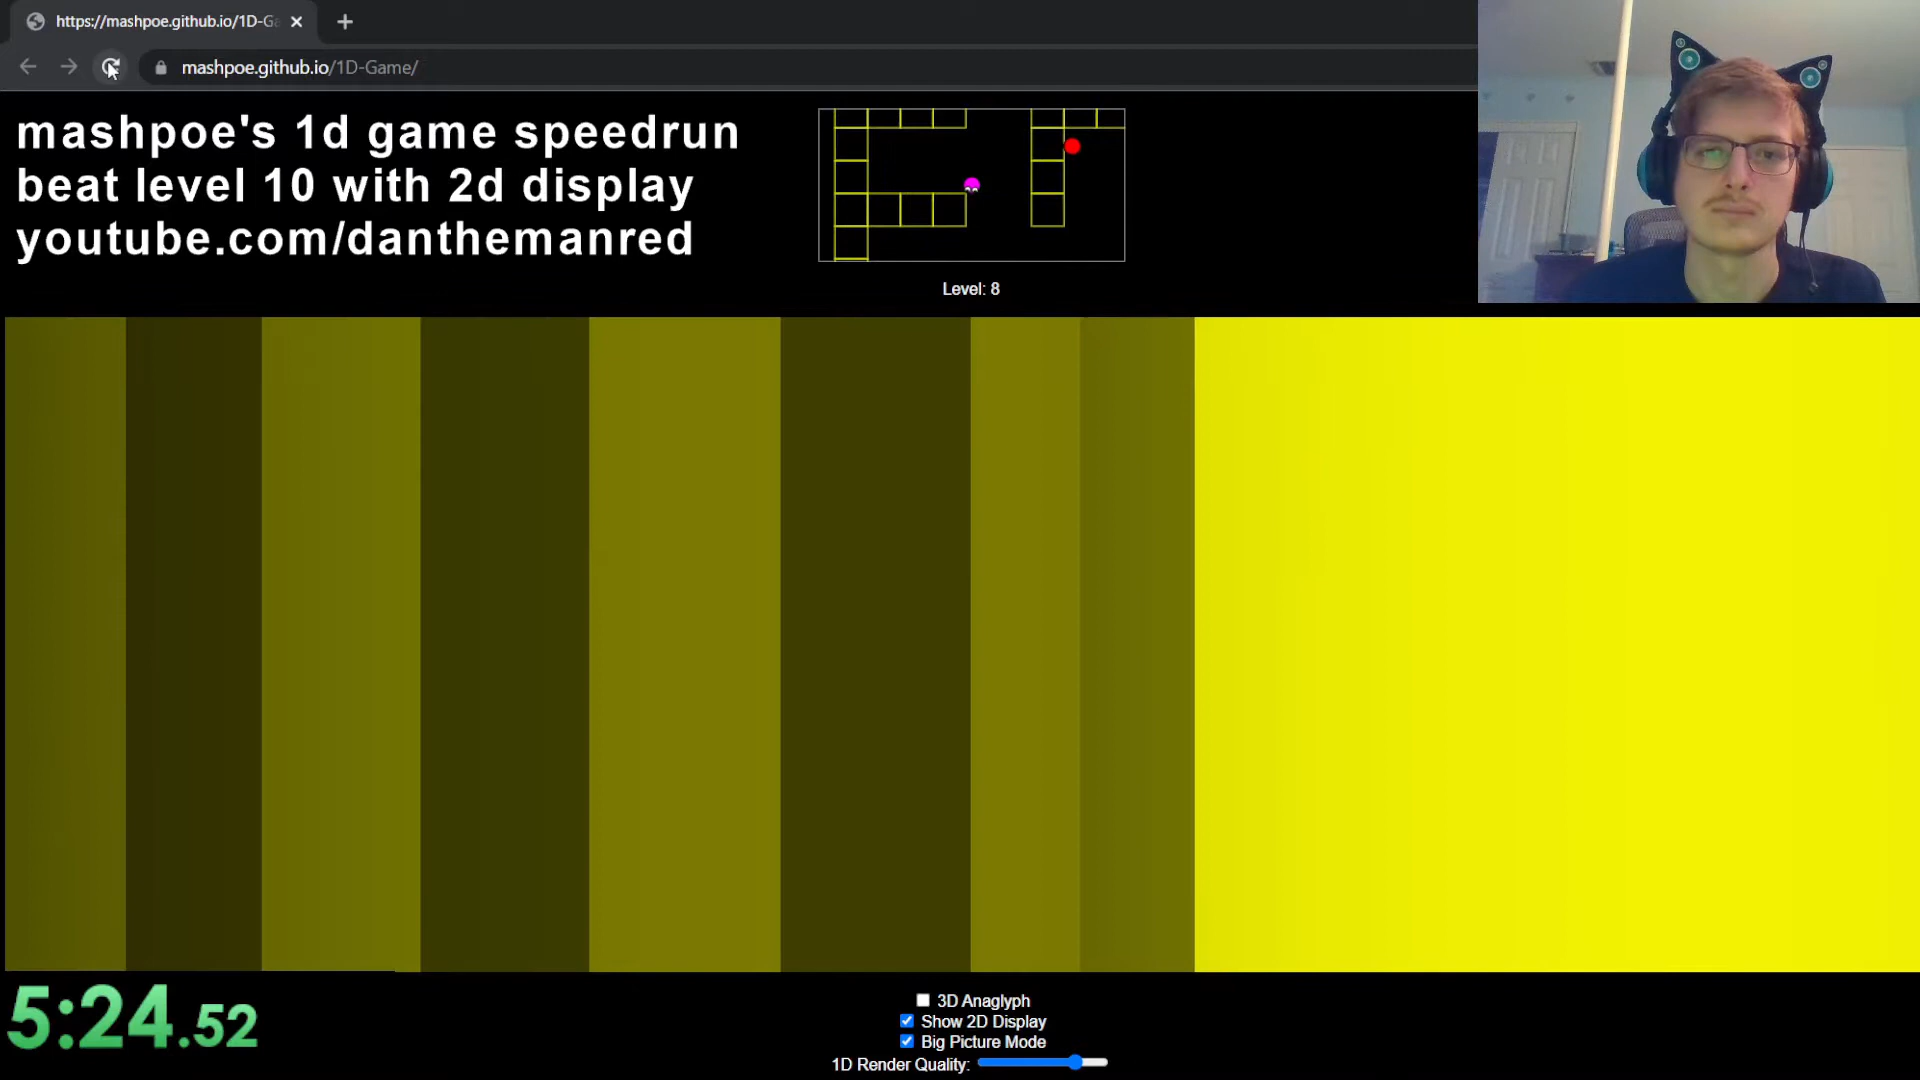 https://mashpoe.github.io/1D-Ga
mashpoe.github.io/1D-Game/
mashpoe's 1d game speedrun
beat level 10 with 2d display
youtube.com/danthemanred
Level: 8
5:24.52
3D Anaglyph
Show 2D Display
Big Picture Mode
1D Render Quality: